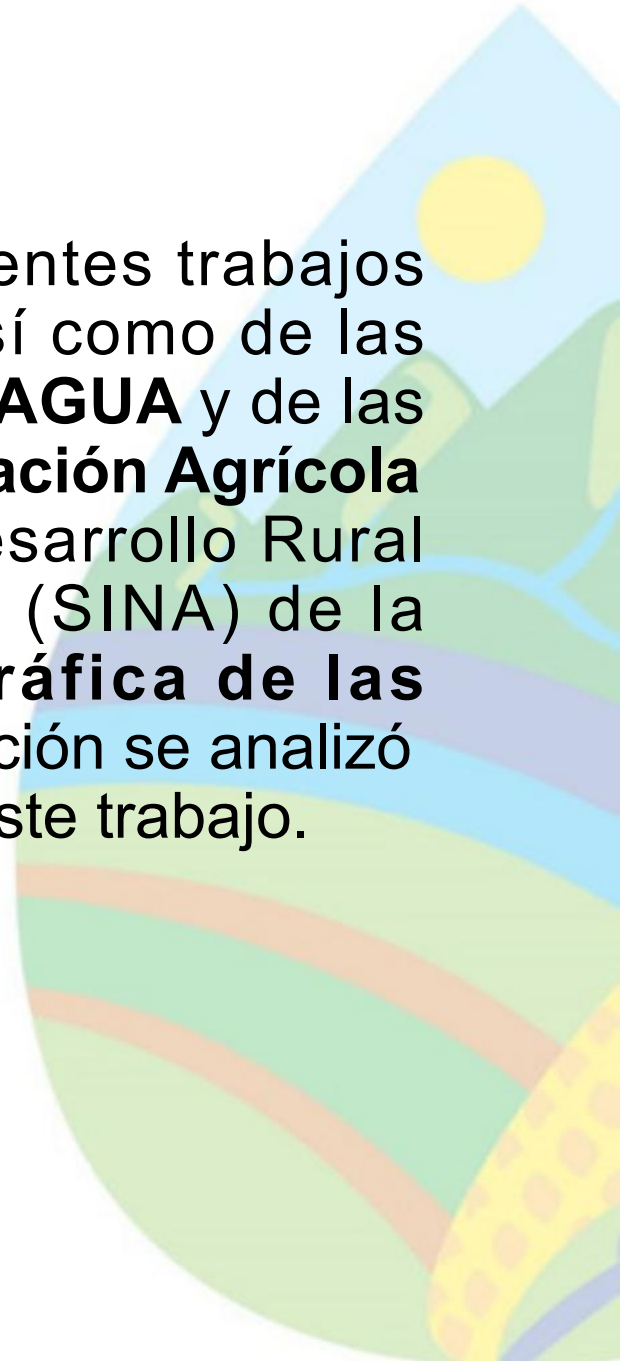 entes trabajos
sí como de las
AGUA y de las
ación Agrícola
esarrollo Rural
(SINA) de la
ráfica de las
ción se analizó
ste trabajo.